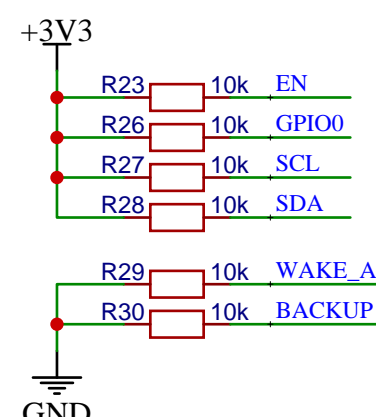 +3V3
R23 10k EN
R26 10k GPIO0
R27 10k SCL
R28 10k SDA
R29 10k WAKE_A
R30 10k BACKUP
GND